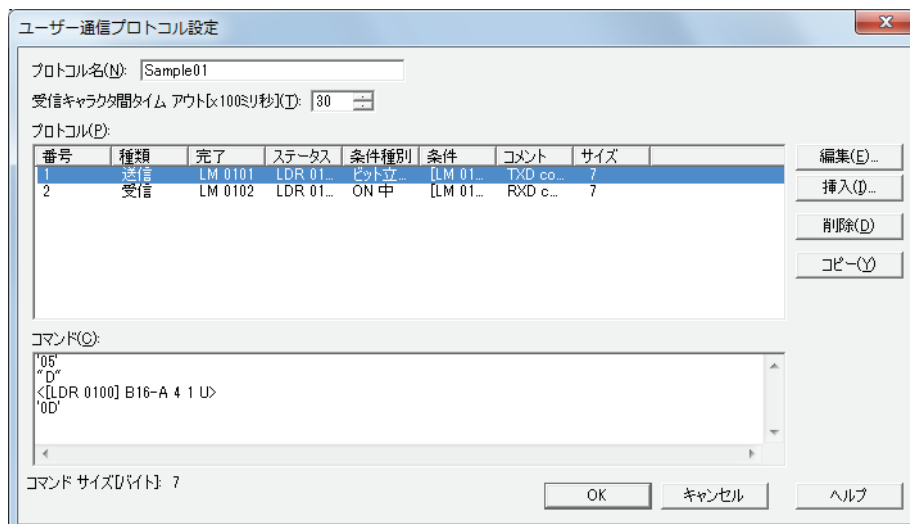 ユーザー通信プロトコル設定
プロトコル名(N): Sample01
受信キャラクタ間タイム アウト[x100ミリ秒](T): 30
プロトコル(P):
番号 種類 完了 ステータス 条件種別 条件 コメント サイズ
1 送信 LM 0101 LDR 01... ビット立... [LM 01... TXD co... 7
2 受信 LM 0102 LDR 01... ON 中 [LM 01... RXD c... 7
編集(E)...
挿入(I)...
削除(D)
コピー(Y)
コマンド(C):
'05'
"D"
<[LDR 0100] B16-A 4 1 U>
'0D'
コマンド サイズ[バイト]: 7
OK キャンセル ヘルプ